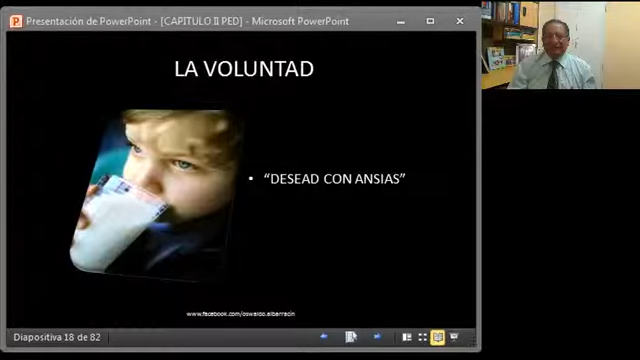 Presentación de PowerPoint - [CAPITULO II PED] - Microsoft PowerPoint
LA VOLUNTAD
• “DESEAD CON ANSIAS”
www.facebook.com/oswaldo.albarracin
Diapositiva 18 de 82